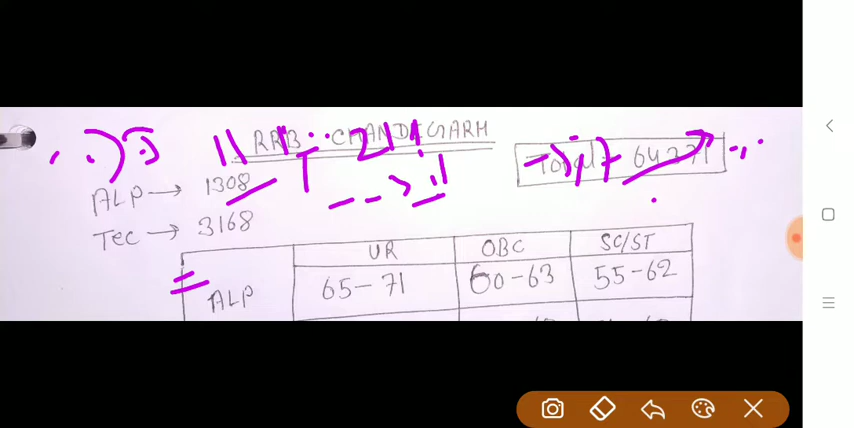 RRB CHANDIGARH
Total → 64371
ALP → 1308
Tec → 3168
UR OBC SC/ST
ALP 65-71 60-63 55-62